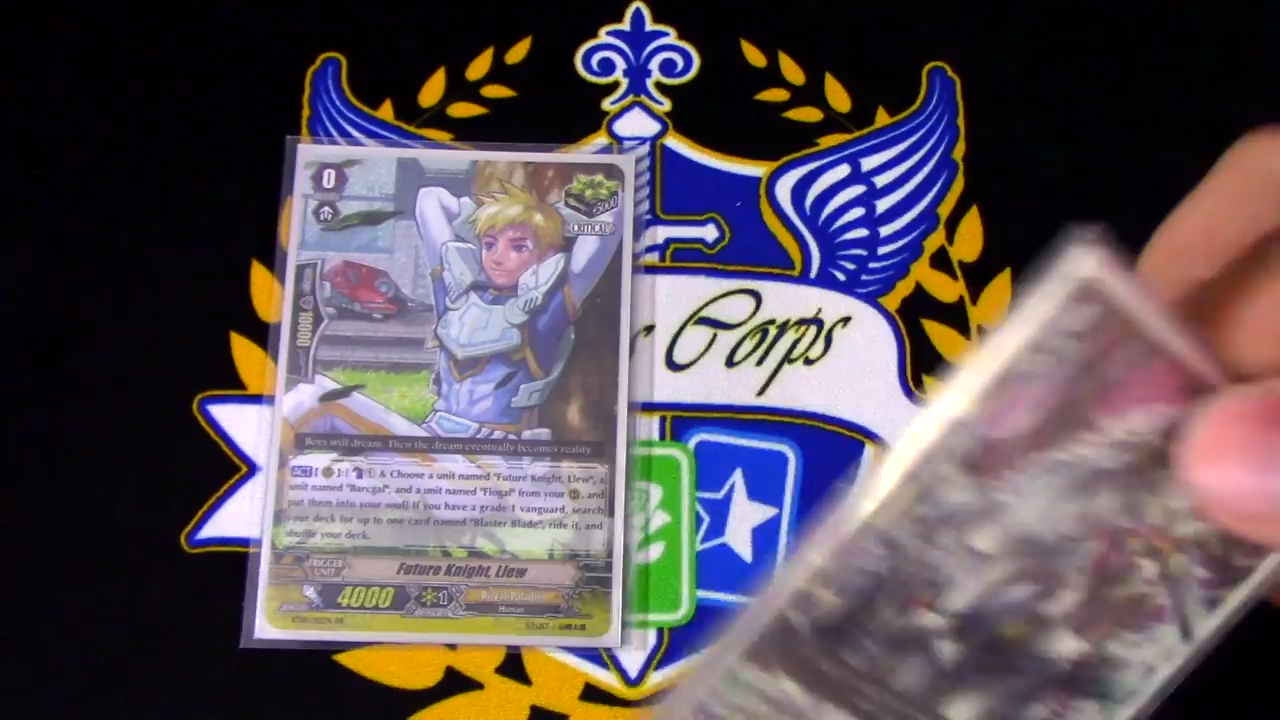 0
+5000
CRITICAL
10000
Corps
Boys will dream. Then the dream eventually becomes reality.
ACT [ ]:[ 1 & Choose a unit named "Future Knight, Llew", a
unit named "Barcgal", and a unit named "Flogal" from your , and
put them into your soul] If you have a grade 1 vanguard, search
your deck for up to one card named "Blaster Blade", ride it, and
shuffle your deck.
TRIGGER
UNIT
Future Knight, Llew
4000
1
Royal Paladin
Human